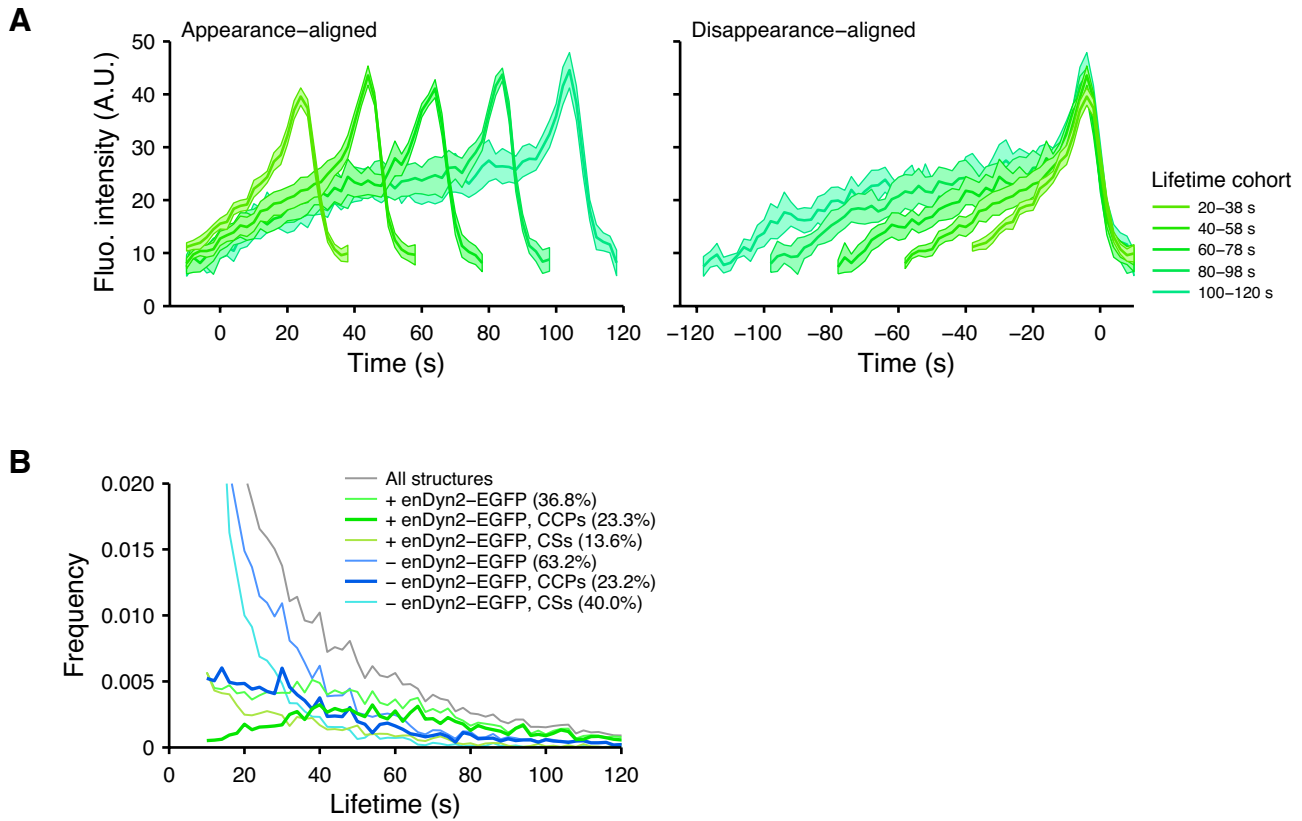 A
Appearance−aligned
Disappearance−aligned
50
40
30
20
10
0
Fluo. intensity (A.U.)
0 20 40 60 80 100 120
Time (s)
−120 −100 −80 −60 −40 −20 0
Time (s)
Lifetime cohort
20−38 s
40−58 s
60−78 s
80−98 s
100−120 s
B
0.020
0.015
0.010
0.005
0
Frequency
All structures
+ enDyn2−EGFP (36.8%)
+ enDyn2−EGFP, CCPs (23.3%)
+ enDyn2−EGFP, CSs (13.6%)
− enDyn2−EGFP (63.2%)
− enDyn2−EGFP, CCPs (23.2%)
− enDyn2−EGFP, CSs (40.0%)
0 20 40 60 80 100 120
Lifetime (s)